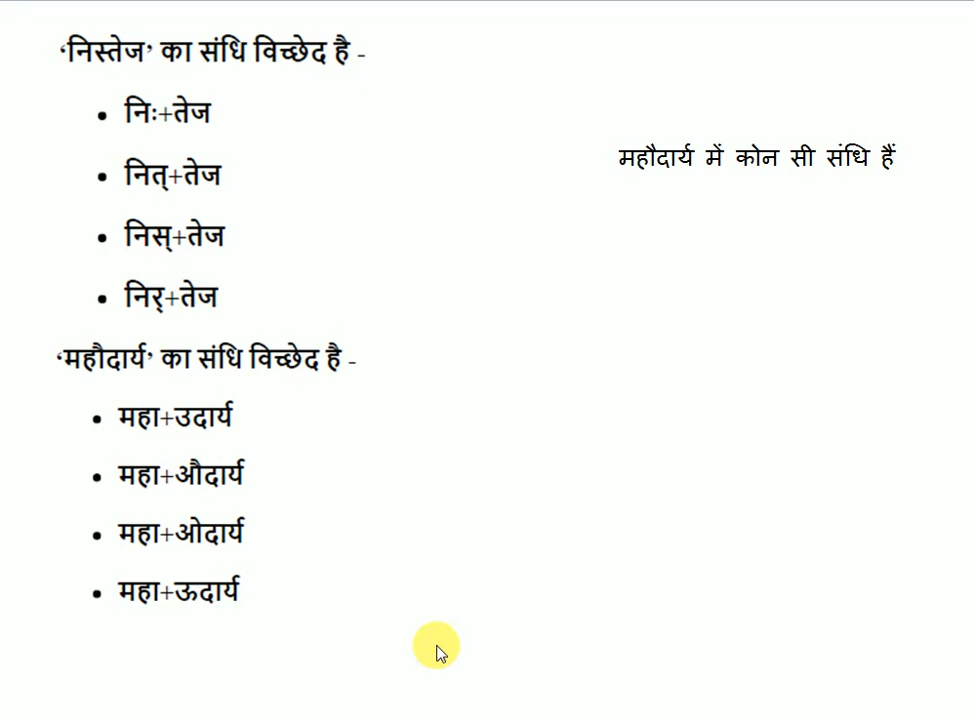 ‘निस्तेज’ का संधि विच्छेद है -
• निः+तेज
• नित्+तेज
• निस्+तेज
• निर्+तेज
‘महौदार्य’ का संधि विच्छेद है -
• महा+उदार्य
• महा+औदार्य
• महा+ओदार्य
• महा+ऊदार्य
महौदार्य में कोन सी संधि हैं